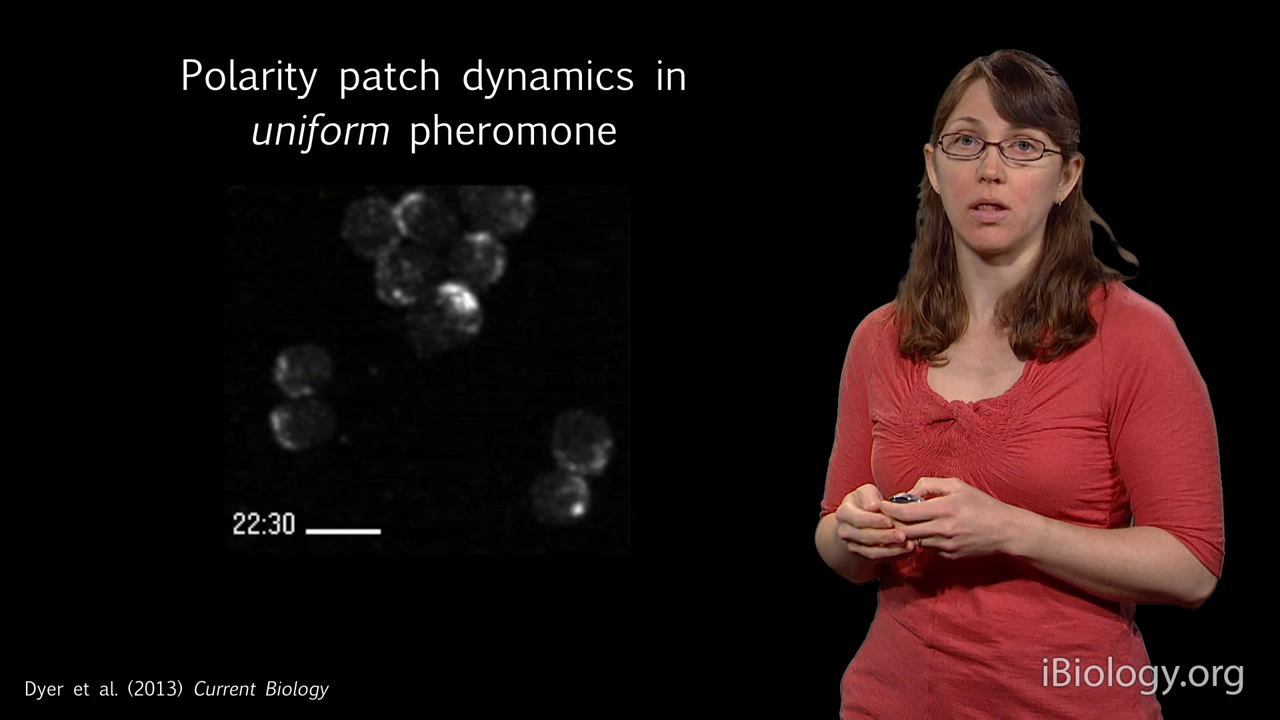 Polarity patch dynamics in
uniform pheromone
22:30
Dyer et al. (2013) Current Biology
iBiology.org